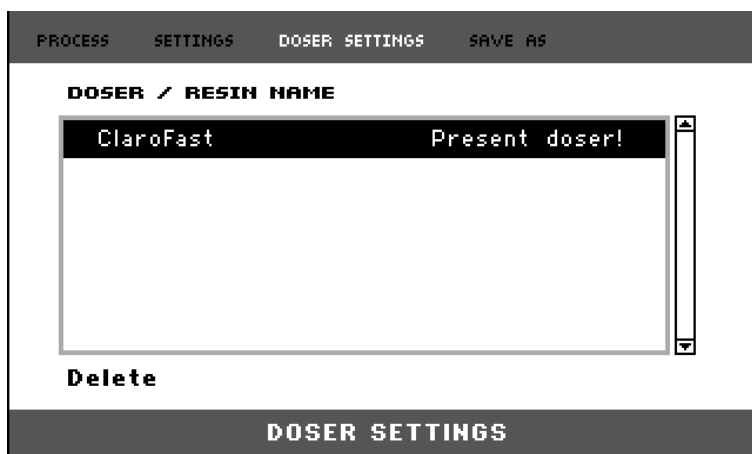 PROCESS SETTINGS DOSER SETTINGS SAVE AS
DOSER / RESIN NAME
ClaroFast Present doser!
Delete
DOSER SETTINGS